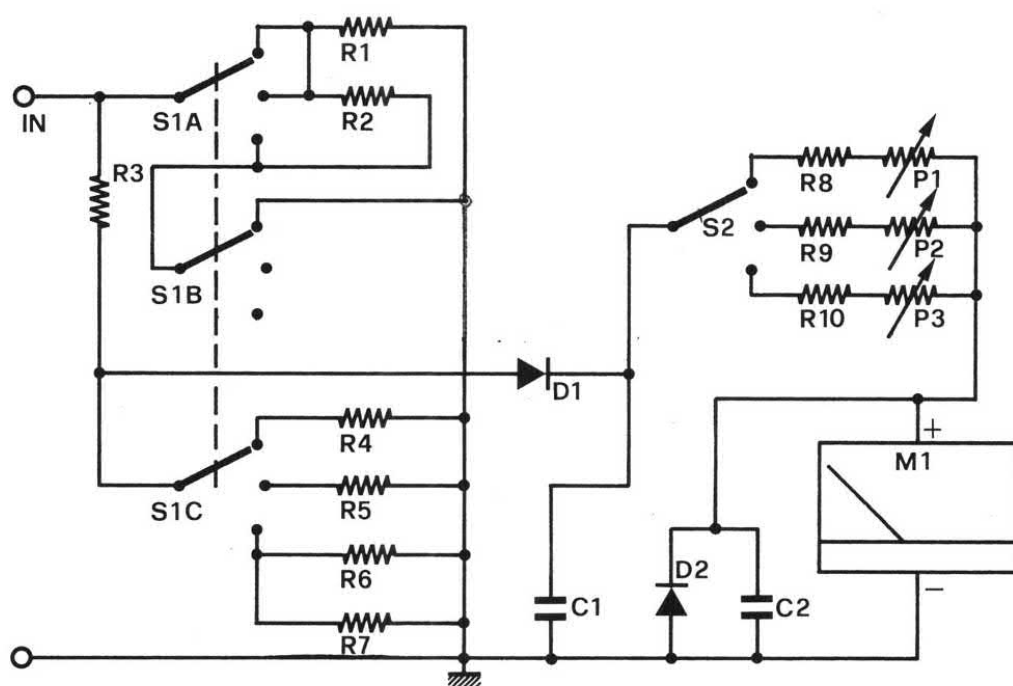 IN
S1A
R1
R2
R3
S1B
S1C
R4
R5
R6
R7
D1
S2
R8
P1
R9
P2
R10
P3
C1
D2
C2
+
M1
−